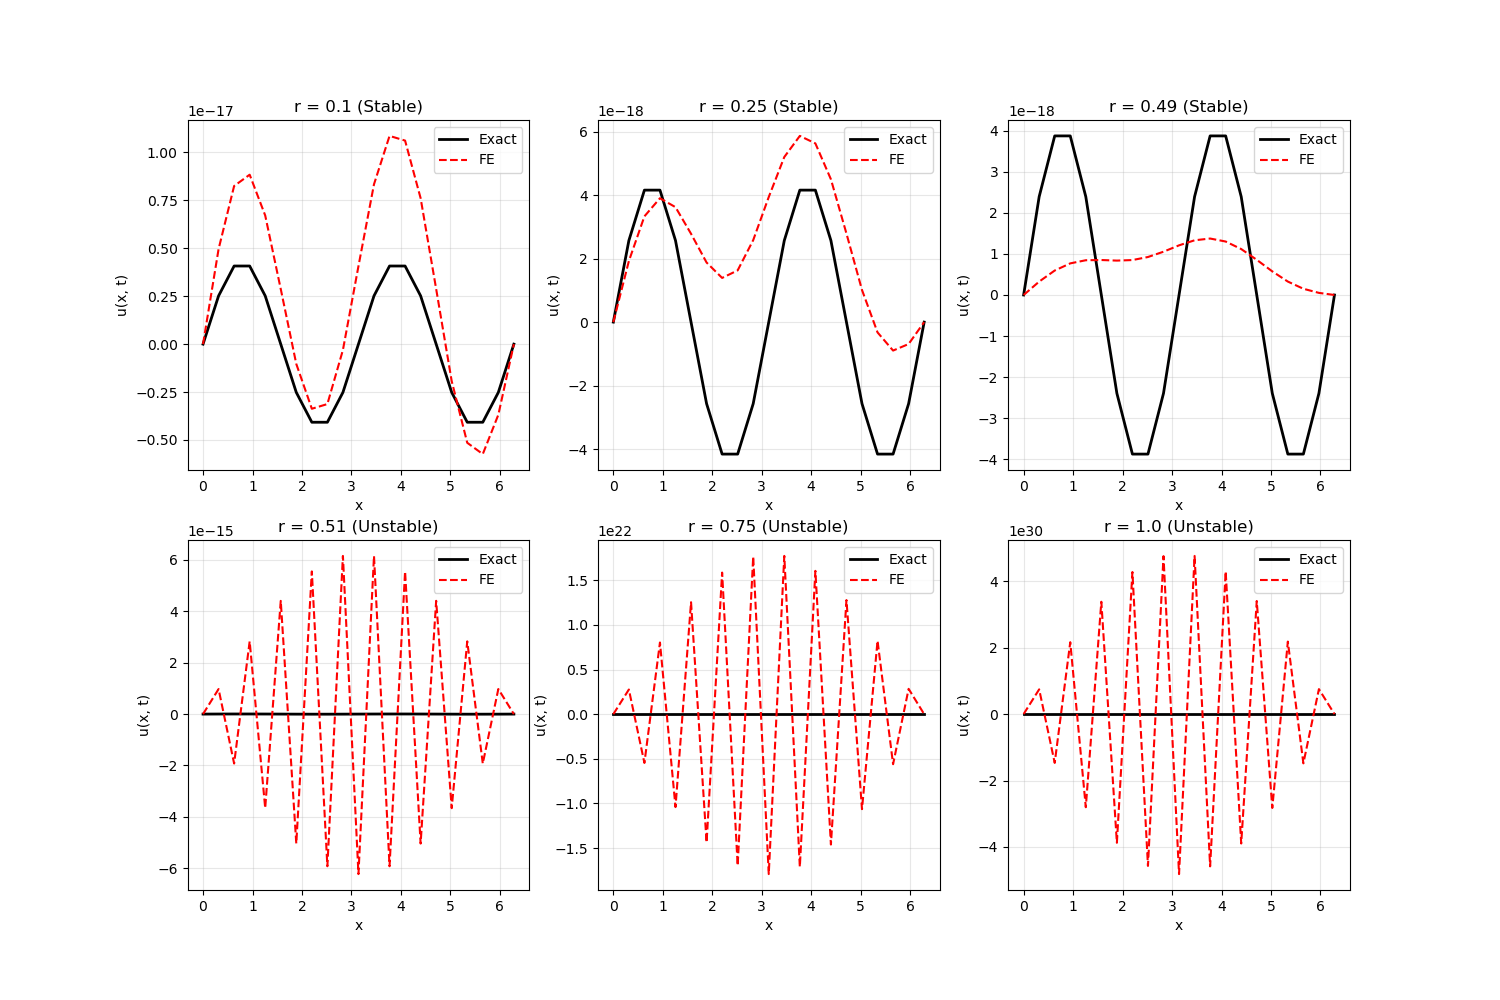 1e−17
r = 0.1 (Stable)
Exact
FE
1.00
0.75
0.50
0.25
0.00
−0.25
−0.50
u(x, t)
0 1 2 3 4 5 6
x
1e−18
r = 0.25 (Stable)
Exact
FE
6
4
2
0
−2
−4
u(x, t)
0 1 2 3 4 5 6
x
1e−18
r = 0.49 (Stable)
Exact
FE
4
3
2
1
0
−1
−2
−3
−4
u(x, t)
0 1 2 3 4 5 6
x
1e−15
r = 0.51 (Unstable)
Exact
FE
6
4
2
0
−2
−4
−6
u(x, t)
0 1 2 3 4 5 6
x
1e22
r = 0.75 (Unstable)
Exact
FE
1.5
1.0
0.5
0.0
−0.5
−1.0
−1.5
u(x, t)
0 1 2 3 4 5 6
x
1e30
r = 1.0 (Unstable)
Exact
FE
4
2
0
−2
−4
u(x, t)
0 1 2 3 4 5 6
x